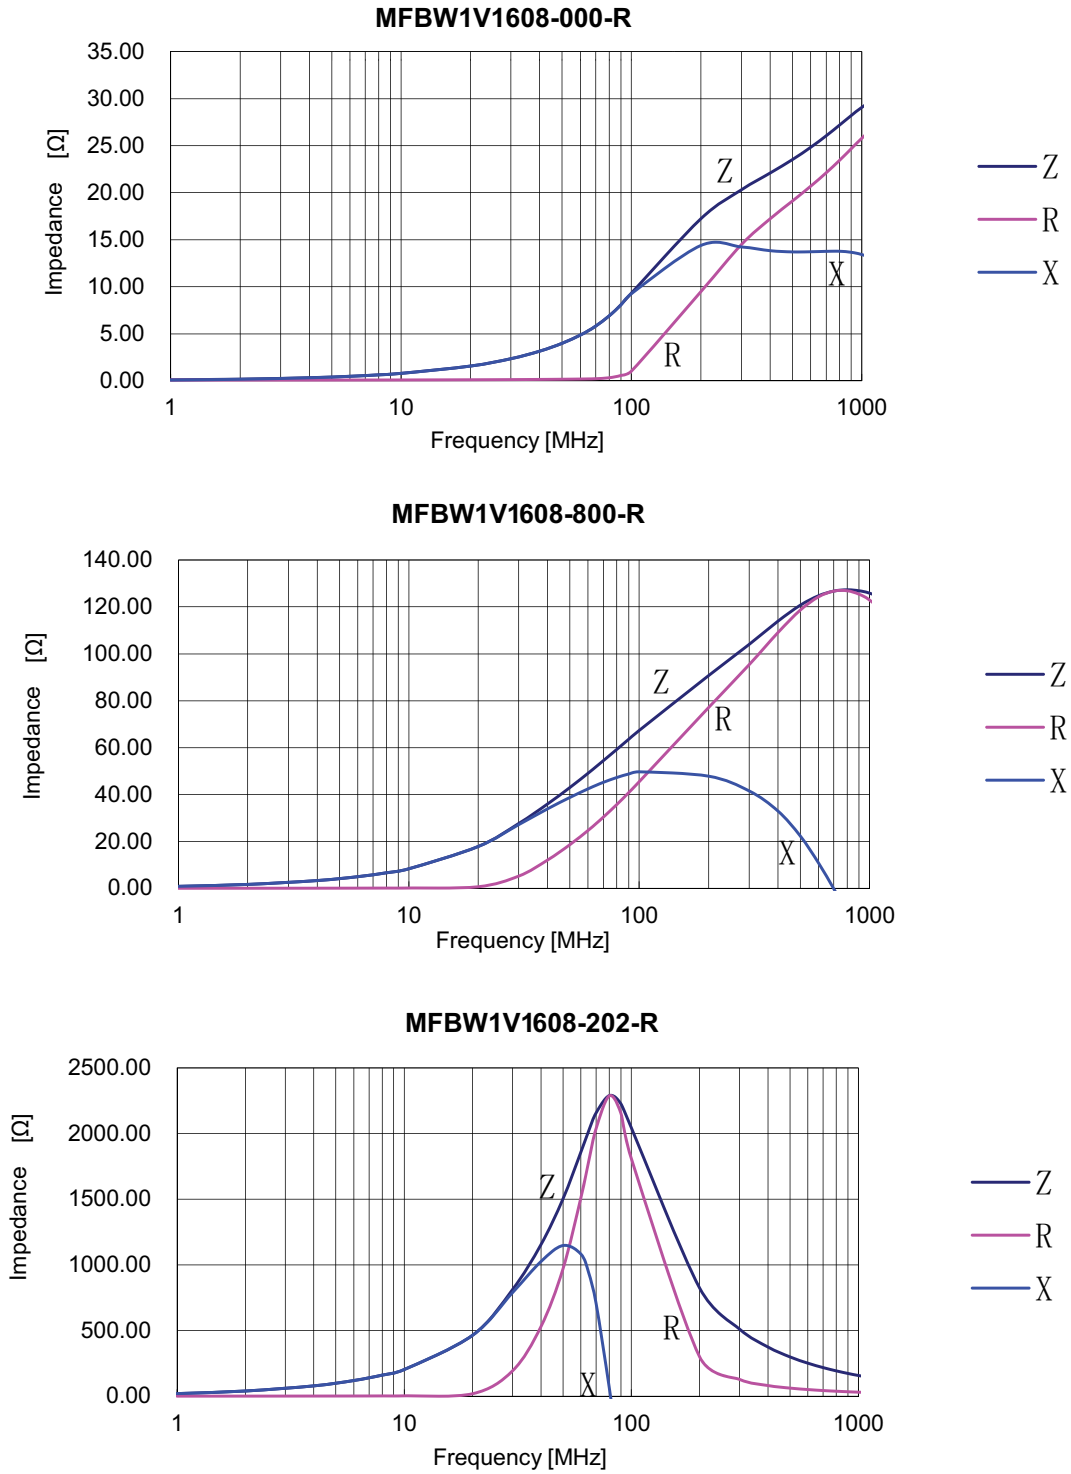 MFBW1V1608-000-R
35.00
30.00
25.00
20.00
15.00
10.00
5.00
0.00
Impedance [Ω]
Z
R
X
1 10 100 1000
Frequency [MHz]
Z
R
X
MFBW1V1608-800-R
140.00
120.00
100.00
80.00
60.00
40.00
20.00
0.00
Impedance [Ω]
Z
R
X
1 10 100 1000
Frequency [MHz]
Z
R
X
MFBW1V1608-202-R
2500.00
2000.00
1500.00
1000.00
500.00
0.00
Impedance [Ω]
Z
R
X
1 10 100 1000
Frequency [MHz]
Z
R
X